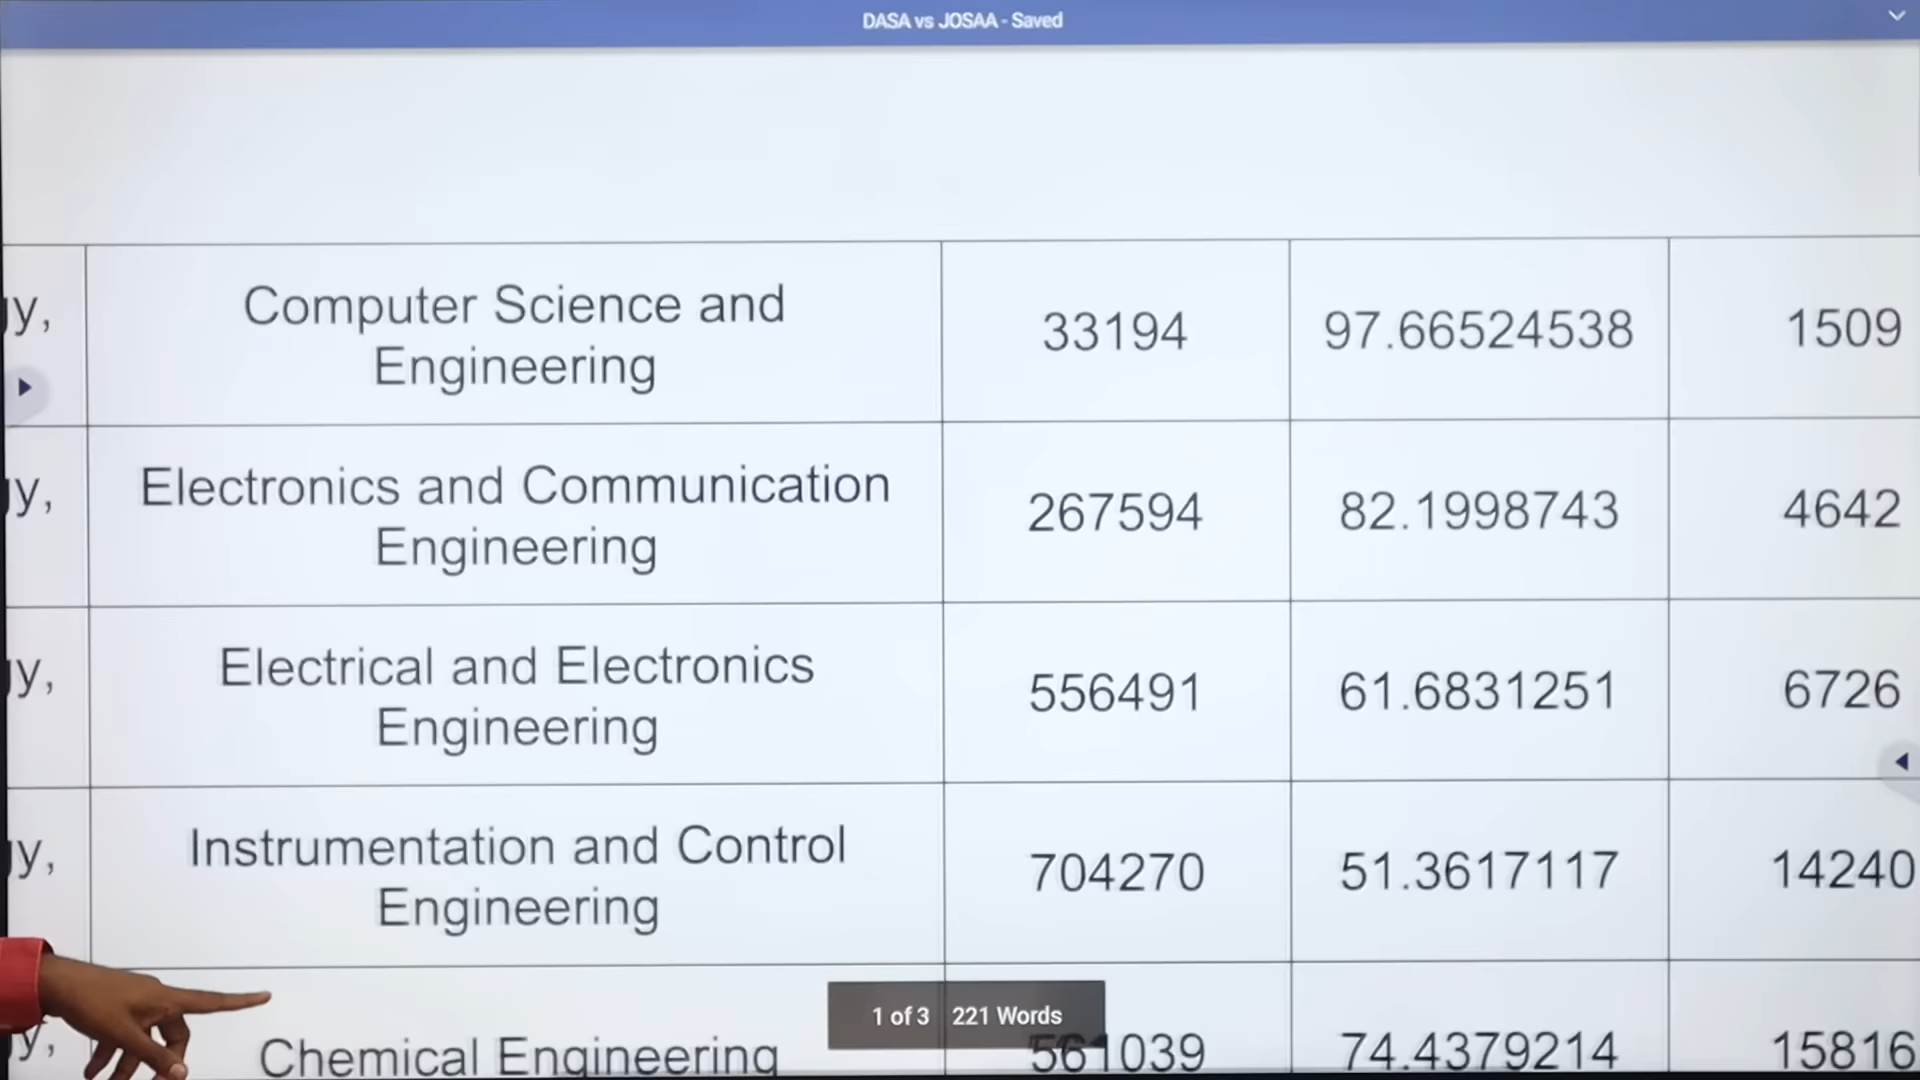 DASA vs JOSAA - Saved
y,
Computer Science and
Engineering
33194
97.66524538
1509
y,
Electronics and Communication
Engineering
267594
82.1998743
4642
y,
Electrical and Electronics
Engineering
556491
61.6831251
6726
y,
Instrumentation and Control
Engineering
704270
51.3617117
14240
y,
Chemical Engineering
561039
74.4379214
15816
1 of 3 221 Words